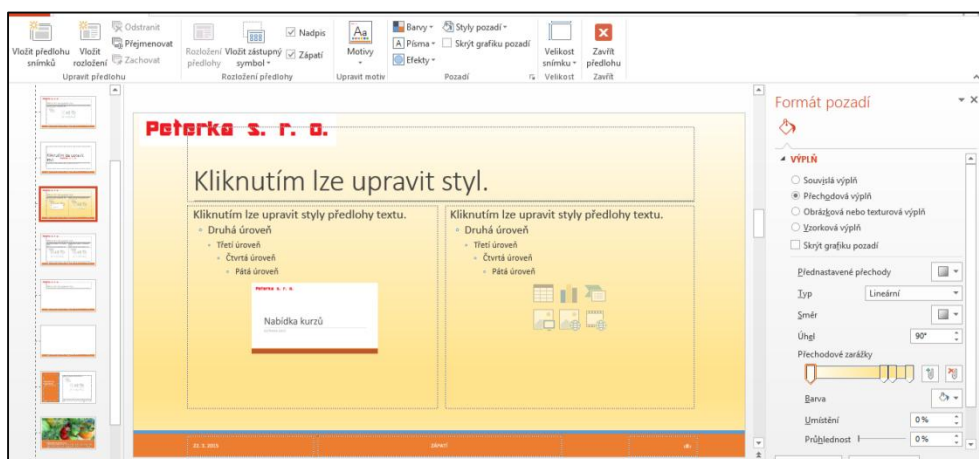 Vložit předlohu snímků
Vložit rozložení
Odstranit
Přejmenovat
Zachovat
Upravit předlohu
Rozložení předlohy
Vložit zástupný symbol
Nadpis
Zápatí
Rozložení předlohy
Motivy
Upravit motiv
Barvy
Písma
Efekty
Styly pozadí
Skrýt grafiku pozadí
Pozadí
Velikost snímku
Velikost
Zavřít předlohu
Zavřít
Peterka s. r. o.
Kliknutím lze upravit styl.
Kliknutím lze upravit styly předlohy textu.
Druhá úroveň
Třetí úroveň
Čtvrtá úroveň
Pátá úroveň
Peterka s. r. o.
Nabídka kurzů
Kliknutím lze upravit styly předlohy textu.
Druhá úroveň
Třetí úroveň
Čtvrtá úroveň
Pátá úroveň
ZÁPATÍ
Formát pozadí
VÝPLŇ
Souvislá výplň
Přechodová výplň
Obrázková nebo texturová výplň
Vzorková výplň
Skrýt grafiku pozadí
Přednastavené přechody
Typ Lineární
Směr
Úhel 90°
Přechodové zarážky
Barva
Umístění 0 %
Průhlednost 0 %